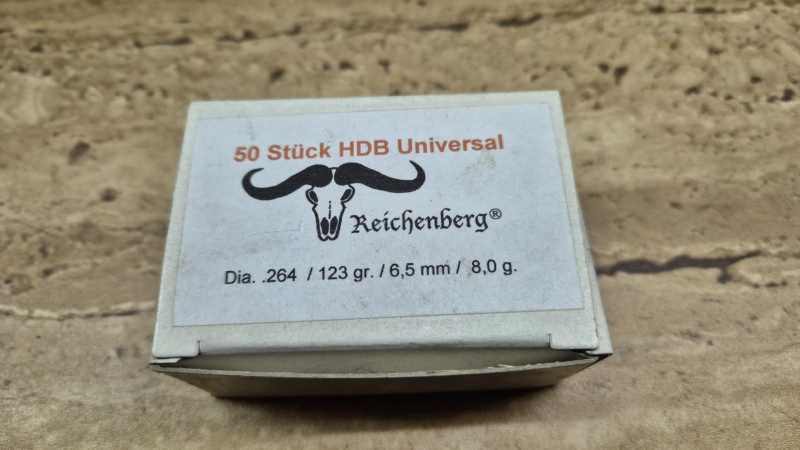 50 Stück HDB Universal
Reichenberg®
Dia. .264 / 123 gr. / 6,5 mm / 8,0 g.